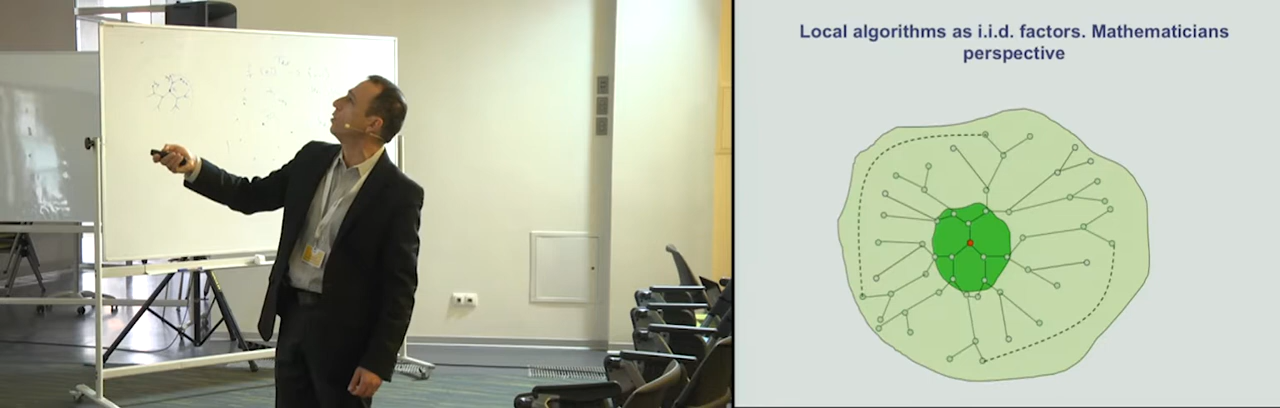 Local algorithms as i.i.d. factors. Mathematicians
perspective